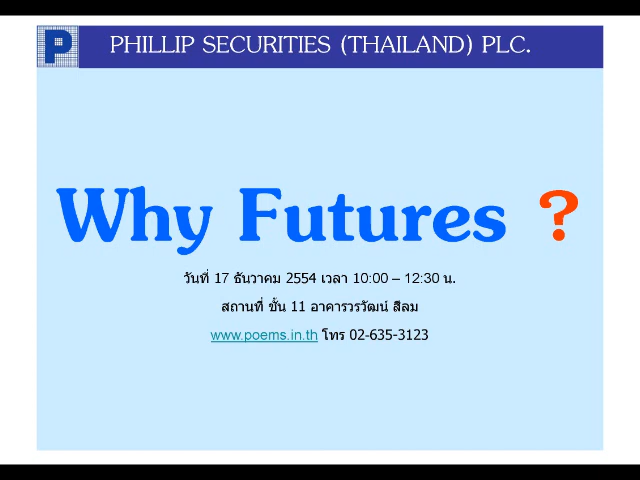 P
PHILLIP SECURITIES (THAILAND) PLC.
Why Futures ?
วันที่ 17 ธันวาคม 2554 เวลา 10:00 – 12:30 น.
สถานที่ ชั้น 11 อาคารวรวัฒน์ สีลม
www.poems.in.th โทร 02-635-3123